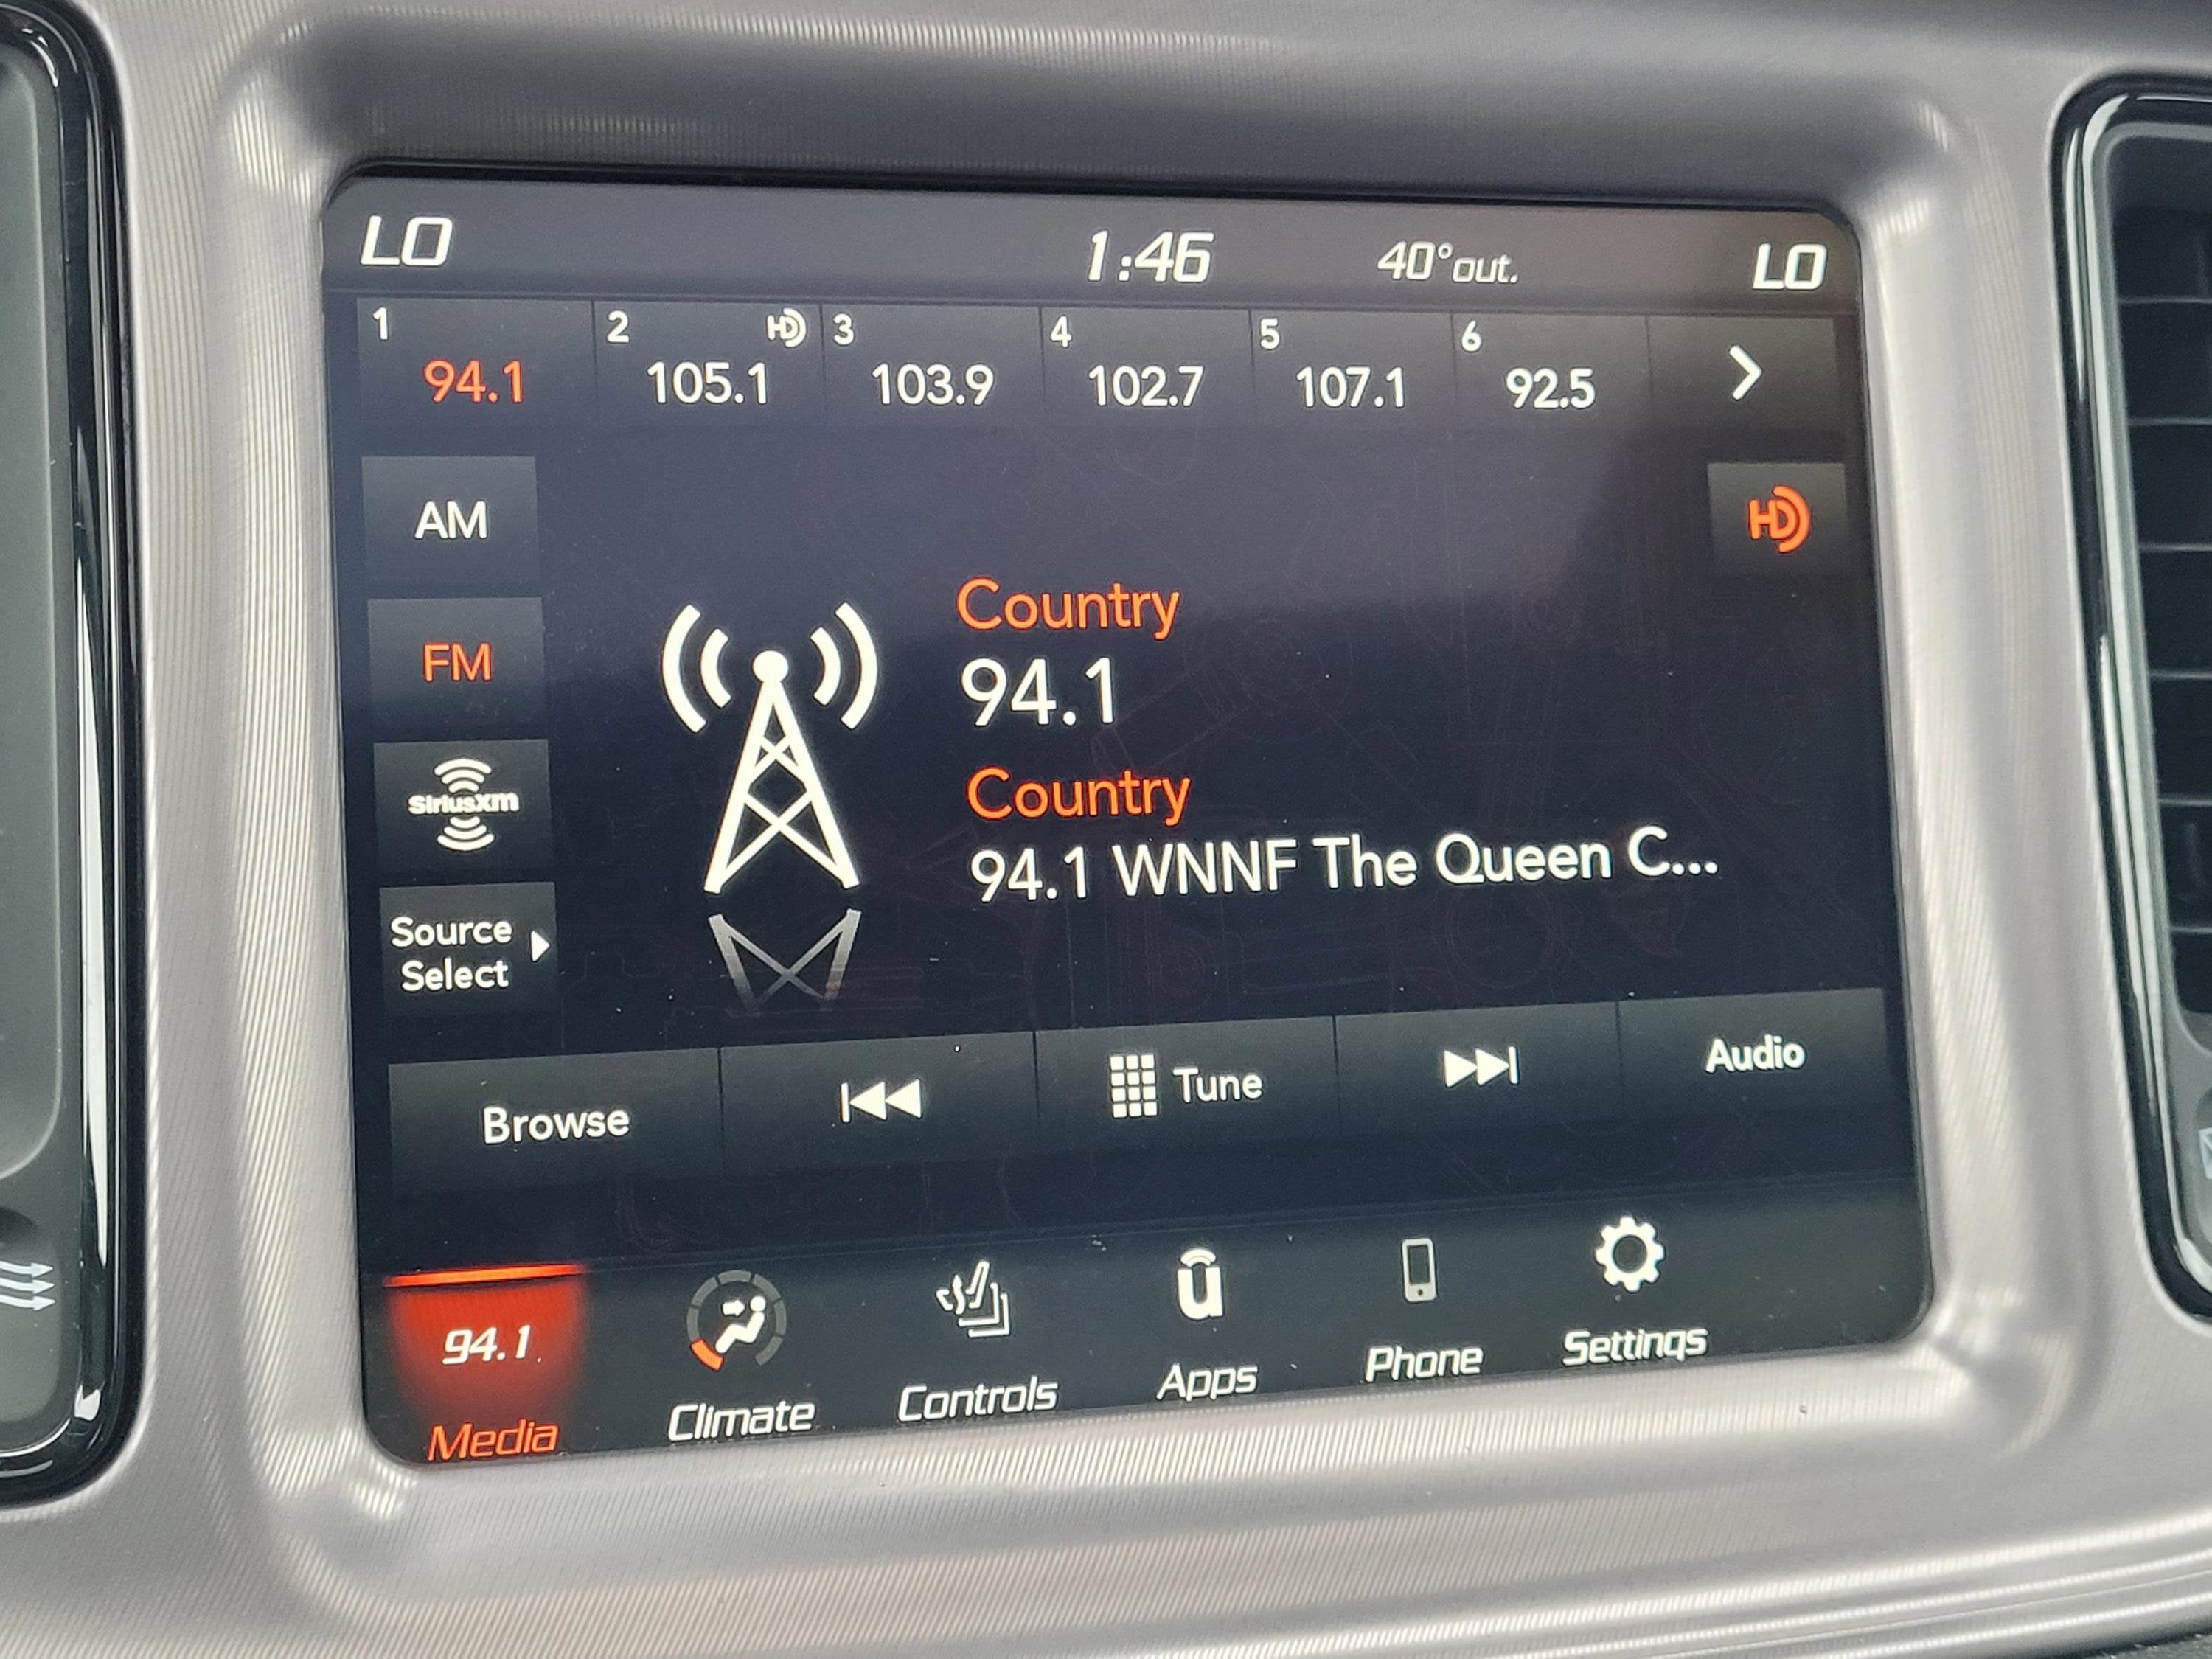 LO 1:46 40° out. LO
1 2 HD 3 4 5 6
94.1 105.1 103.9 102.7 107.1 92.5
AM
HD
FM
Country
94.1
SiriusXM
Country
94.1 WNNF The Queen C...
Source
Select
Browse Tune Audio
94.1
u
Media Climate Controls Apps Phone Settings